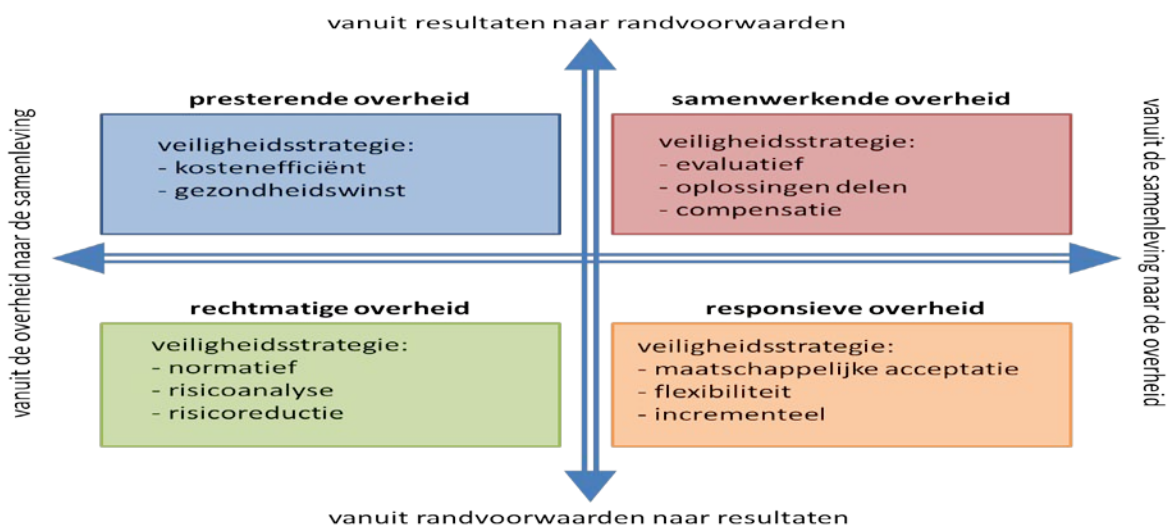 vanuit resultaten naar randvoorwaarden
vanuit de overheid naar de samenleving
presterende overheid
veiligheidsstrategie:
- kostenefficiënt
- gezondheidswinst
samenwerkende overheid
veiligheidsstrategie:
- evaluatief
- oplossingen delen
- compensatie
vanuit de samenleving naar de overheid
rechtmatige overheid
veiligheidsstrategie:
- normatief
- risicoanalyse
- risicoreductie
responsieve overheid
veiligheidsstrategie:
- maatschappelijke acceptatie
- flexibiliteit
- incrementeel
vanuit randvoorwaarden naar resultaten